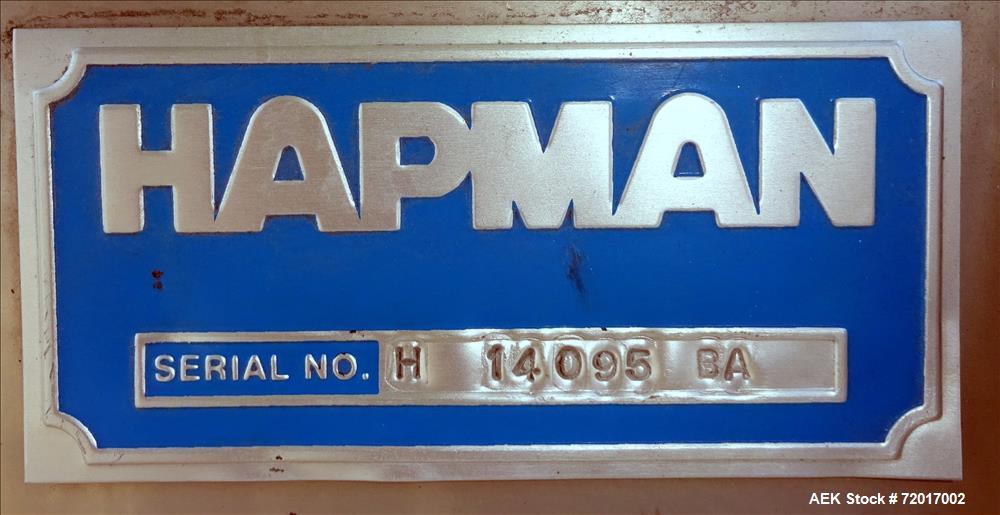 HAPMAN
SERIAL NO. H 14095 BA
AEK Stock # 72017002